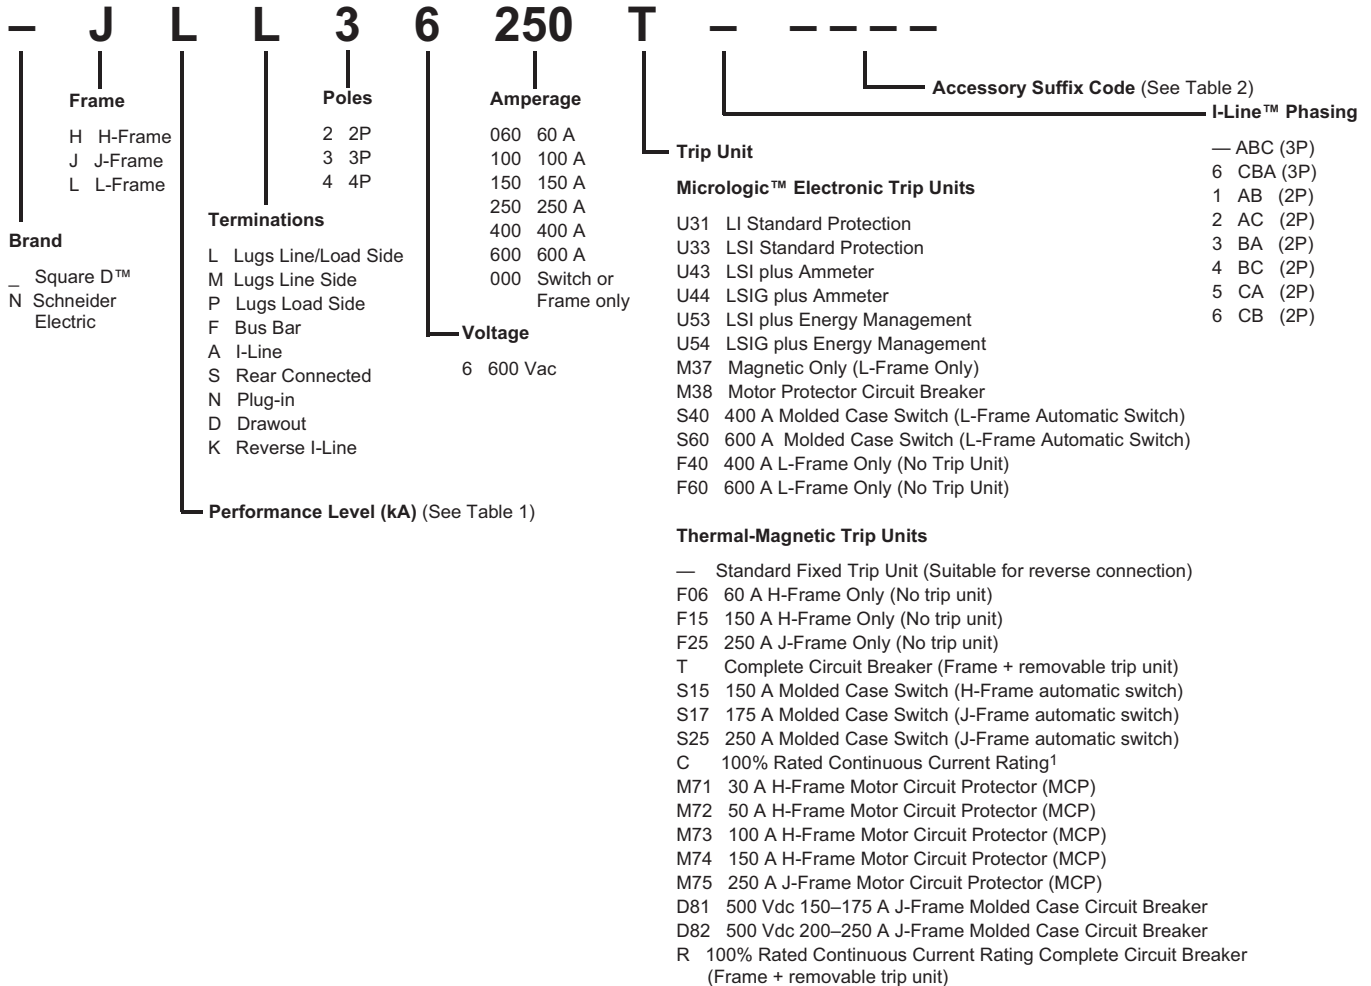 – J L L 3 6 250 T – – – – –
Accessory Suffix Code (See Table 2)
Frame
H H-Frame
J J-Frame
L L-Frame
Poles
2 2P
3 3P
4 4P
Amperage
060 60 A
100 100 A
150 150 A
250 250 A
400 400 A
600 600 A
000 Switch or
Frame only
I-Line™ Phasing
— ABC (3P)
6 CBA (3P)
1 AB (2P)
2 AC (2P)
3 BA (2P)
4 BC (2P)
5 CA (2P)
6 CB (2P)
Brand
_ Square D™
N Schneider
Electric
Terminations
L Lugs Line/Load Side
M Lugs Line Side
P Lugs Load Side
F Bus Bar
A I-Line
S Rear Connected
N Plug-in
D Drawout
K Reverse I-Line
Voltage
6 600 Vac
Performance Level (kA) (See Table 1)
Trip Unit
Micrologic™ Electronic Trip Units
U31 LI Standard Protection
U33 LSI Standard Protection
U43 LSI plus Ammeter
U44 LSIG plus Ammeter
U53 LSI plus Energy Management
U54 LSIG plus Energy Management
M37 Magnetic Only (L-Frame Only)
M38 Motor Protector Circuit Breaker
S40 400 A Molded Case Switch (L-Frame Automatic Switch)
S60 600 A Molded Case Switch (L-Frame Automatic Switch)
F40 400 A L-Frame Only (No Trip Unit)
F60 600 A L-Frame Only (No Trip Unit)
Thermal-Magnetic Trip Units
— Standard Fixed Trip Unit (Suitable for reverse connection)
F06 60 A H-Frame Only (No trip unit)
F15 150 A H-Frame Only (No trip unit)
F25 250 A J-Frame Only (No trip unit)
T Complete Circuit Breaker (Frame + removable trip unit)
S15 150 A Molded Case Switch (H-Frame automatic switch)
S17 175 A Molded Case Switch (J-Frame automatic switch)
S25 250 A Molded Case Switch (J-Frame automatic switch)
C 100% Rated Continuous Current Rating1
M71 30 A H-Frame Motor Circuit Protector (MCP)
M72 50 A H-Frame Motor Circuit Protector (MCP)
M73 100 A H-Frame Motor Circuit Protector (MCP)
M74 150 A H-Frame Motor Circuit Protector (MCP)
M75 250 A J-Frame Motor Circuit Protector (MCP)
D81 500 Vdc 150–175 A J-Frame Molded Case Circuit Breaker
D82 500 Vdc 200–250 A J-Frame Molded Case Circuit Breaker
R 100% Rated Continuous Current Rating Complete Circuit Breaker
(Frame + removable trip unit)